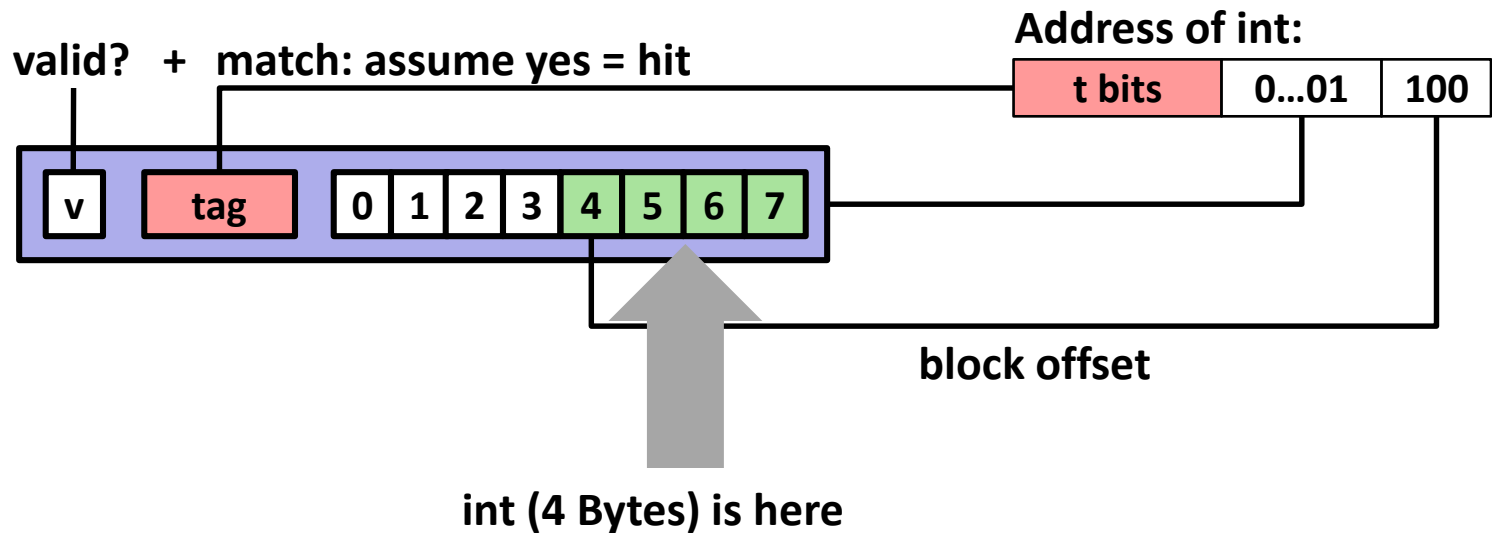 Address of int:
valid? + match: assume yes = hit
t bits 0...01 100
v tag 0 1 2 3 4 5 6 7
block offset
int (4 Bytes) is here